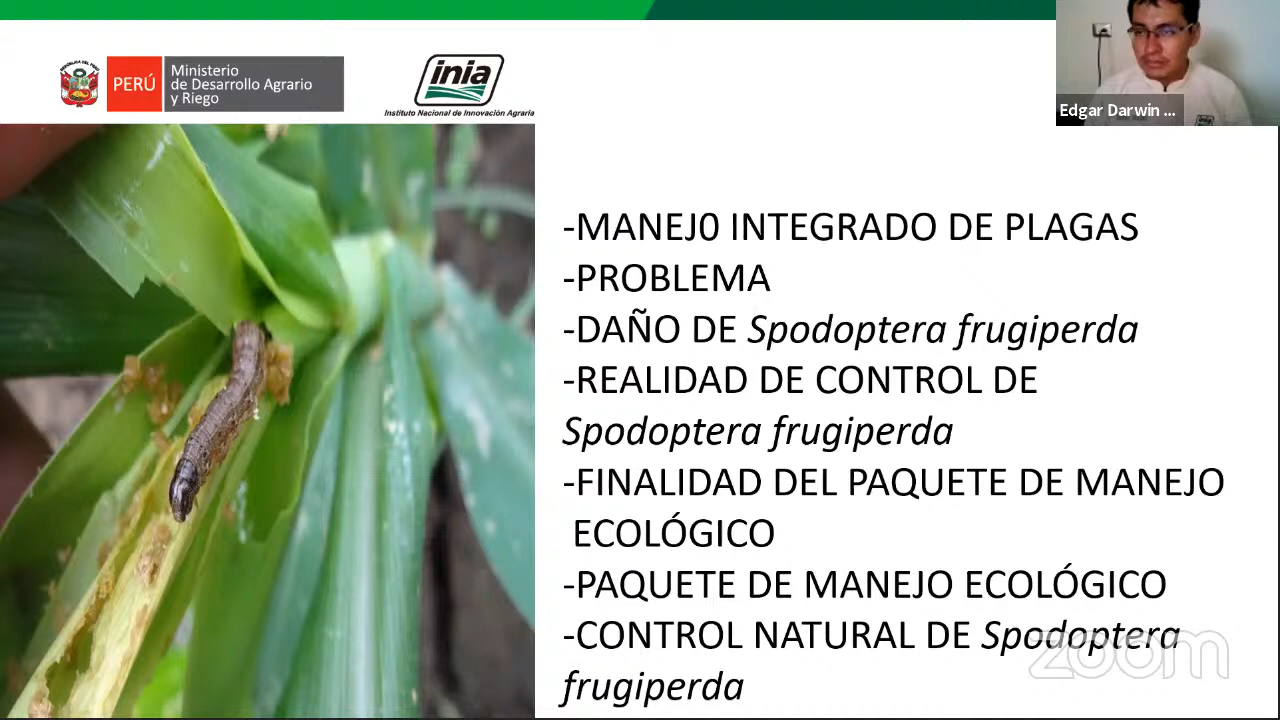 PERÚ
Ministerio
de Desarrollo Agrario
y Riego
inia
Instituto Nacional de Innovación Agraria
Edgar Darwin ...
-MANEJ0 INTEGRADO DE PLAGAS
-PROBLEMA
-DAÑO DE Spodoptera frugiperda
-REALIDAD DE CONTROL DE
Spodoptera frugiperda
-FINALIDAD DEL PAQUETE DE MANEJO
ECOLÓGICO
-PAQUETE DE MANEJO ECOLÓGICO
-CONTROL NATURAL DE Spodoptera
frugiperda
zoom